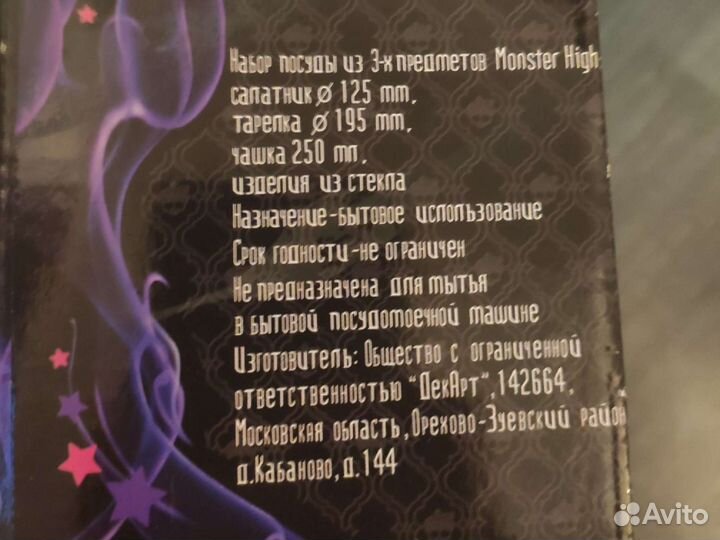 Набор посуды из 3-х предметов Monster High
салатник ø 125 mm,
тарелка ø 195 mm,
чашка 250 мл,
изделия из стекла
Назначение-бытовое использование
Срок годности-не ограничен
Не предназначена для мытья
в бытовой посудомоечной машине
Изготовитель: Общество с ограниченной
ответственностью "ДекАрт", 142664,
Московская область, Орехово-Зуевский район
д.Кабаново, д.144
Avito